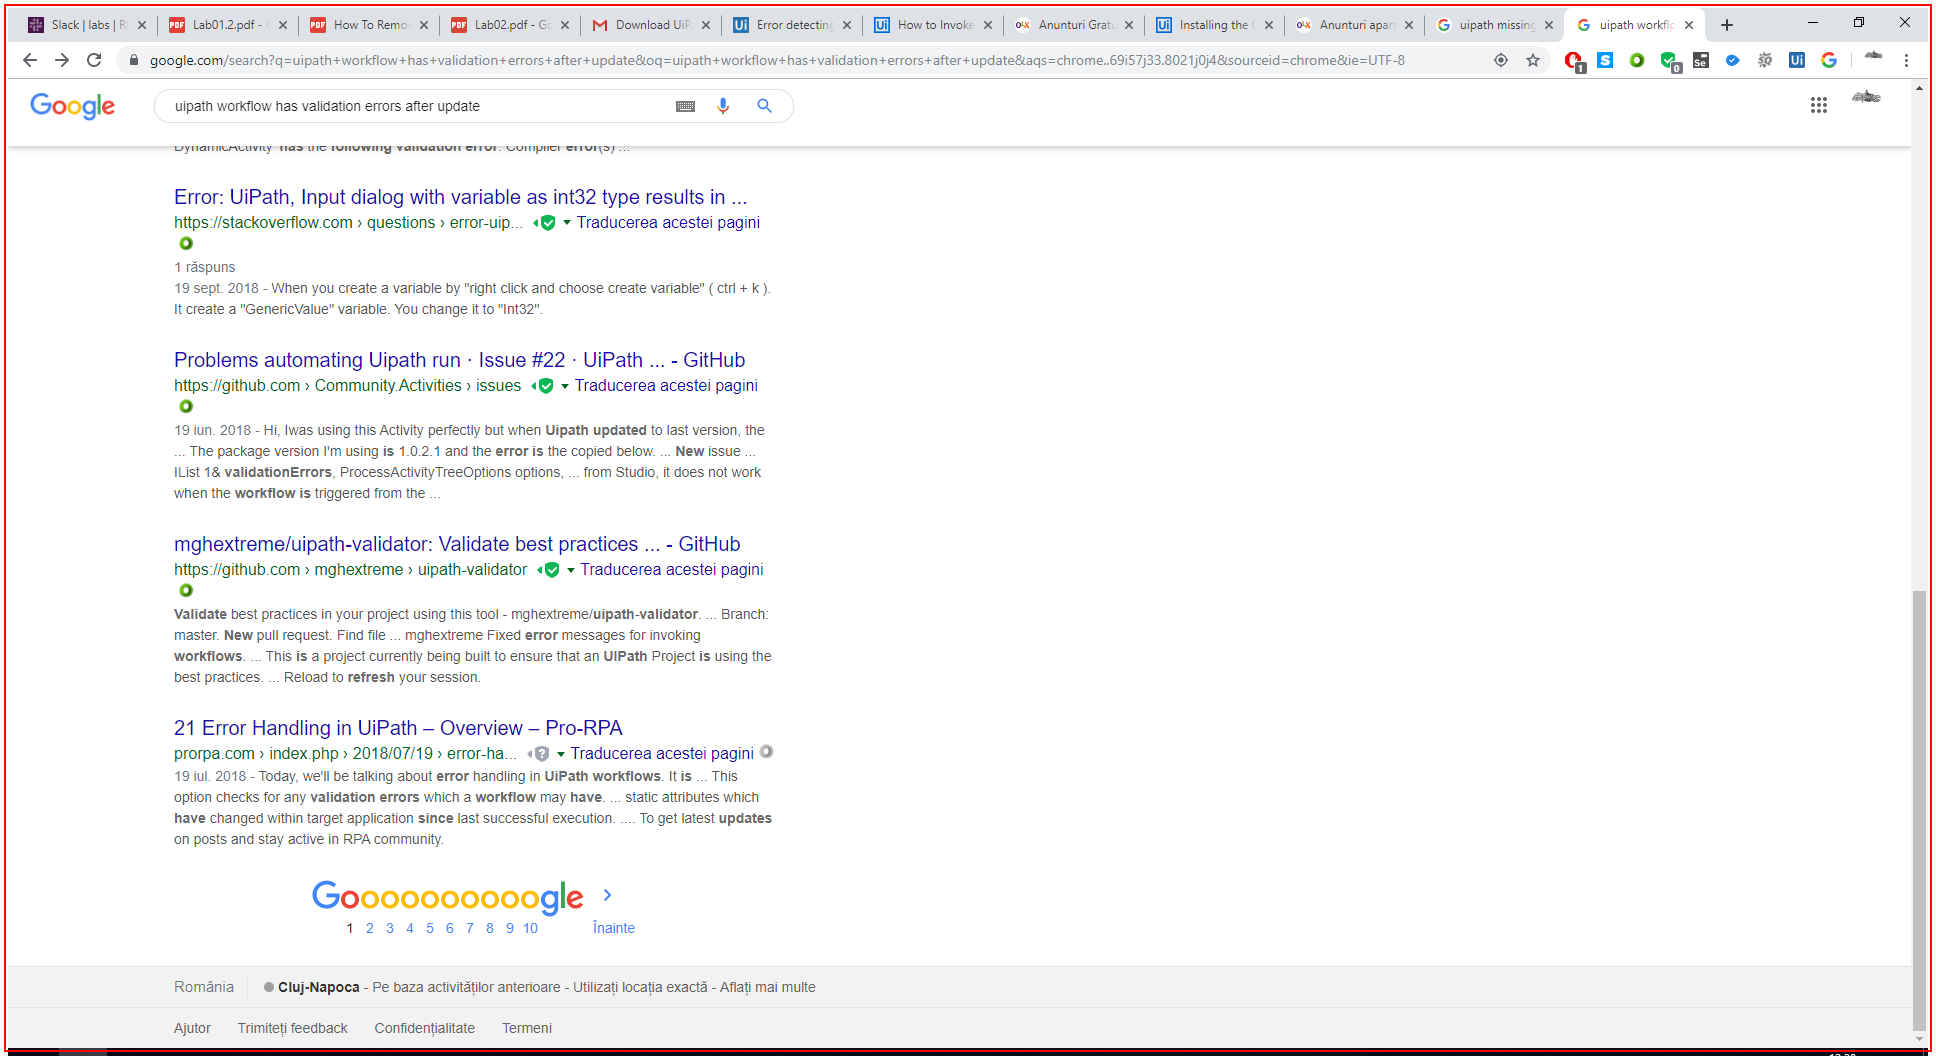 Slack | labs | R
Lab01.2.pdf -
How To Remo
Lab02.pdf - Go
Download UiP
Error detecting
How to Invoke
Anunturi Gratu
Installing the
Anunturi apart
uipath missing
uipath workflo
google.com/search?q=uipath+workflow+has+validation+errors+after+update&oq=uipath+workflow+has+validation+errors+after+update&aqs=chrome..69i57j33.8021j0j4&sourceid=chrome&ie=UTF-8
Google
uipath workflow has validation errors after update
DynamicActivity' has the following validation error: Compiler error(s) ...
Error: UiPath, Input dialog with variable as int32 type results in ...
https://stackoverflow.com › questions › error-uip... Traducerea acestei pagini
1 răspuns
19 sept. 2018 - When you create a variable by "right click and choose create variable" ( ctrl + k ).
It create a "GenericValue" variable. You change it to "Int32".
Problems automating Uipath run · Issue #22 · UiPath ... - GitHub
https://github.com › Community.Activities › issues Traducerea acestei pagini
19 iun. 2018 - Hi, Iwas using this Activity perfectly but when Uipath updated to last version, the
... The package version I'm using is 1.0.2.1 and the error is the copied below. ... New issue ...
IList 1& validationErrors, ProcessActivityTreeOptions options, ... from Studio, it does not work
when the workflow is triggered from the ...
mghextreme/uipath-validator: Validate best practices ... - GitHub
https://github.com › mghextreme › uipath-validator Traducerea acestei pagini
Validate best practices in your project using this tool - mghextreme/uipath-validator. ... Branch:
master. New pull request. Find file ... mghextreme Fixed error messages for invoking
workflows. ... This is a project currently being built to ensure that an UIPath Project is using the
best practices. ... Reload to refresh your session.
21 Error Handling in UiPath – Overview – Pro-RPA
prorpa.com › index.php › 2018/07/19 › error-ha... Traducerea acestei pagini
19 iul. 2018 - Today, we'll be talking about error handling in UiPath workflows. It is ... This
option checks for any validation errors which a workflow may have. ... static attributes which
have changed within target application since last successful execution. .... To get latest updates
on posts and stay active in RPA community.
Goooooooooogle
1 2 3 4 5 6 7 8 9 10 Înainte
România Cluj-Napoca - Pe baza activităților anterioare - Utilizați locația exactă - Aflați mai multe
Ajutor Trimiteți feedback Confidențialitate Termeni